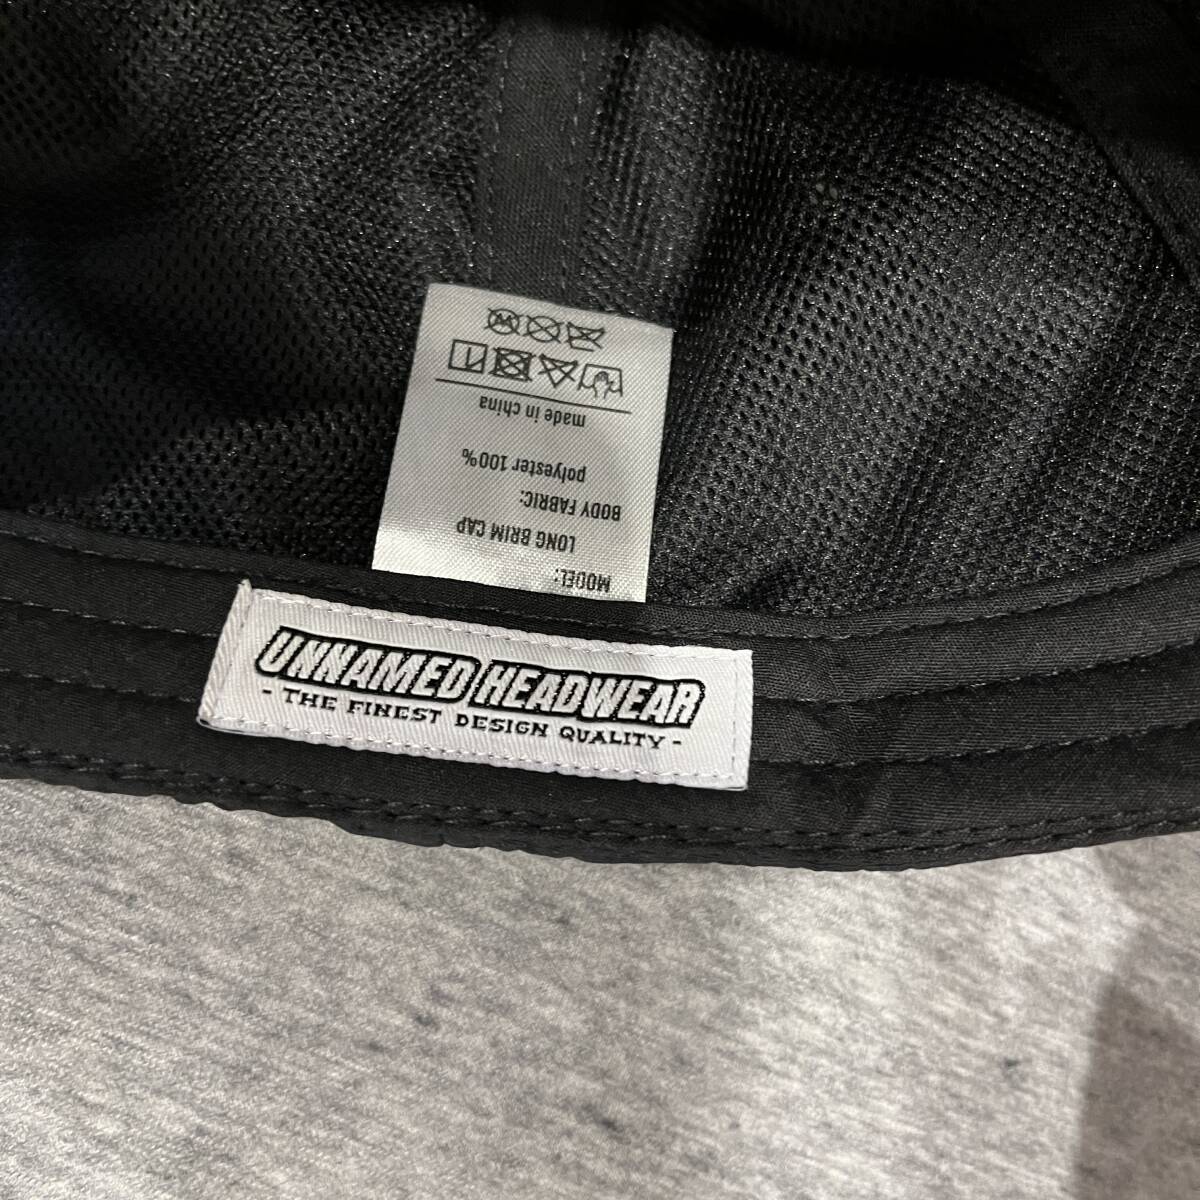 MODEL:
LONG BRIM CAP
BODY FABRIC:
polyester 100%
made in china
UNNAMED HEADWEAR
- THE FINEST DESIGN QUALITY -